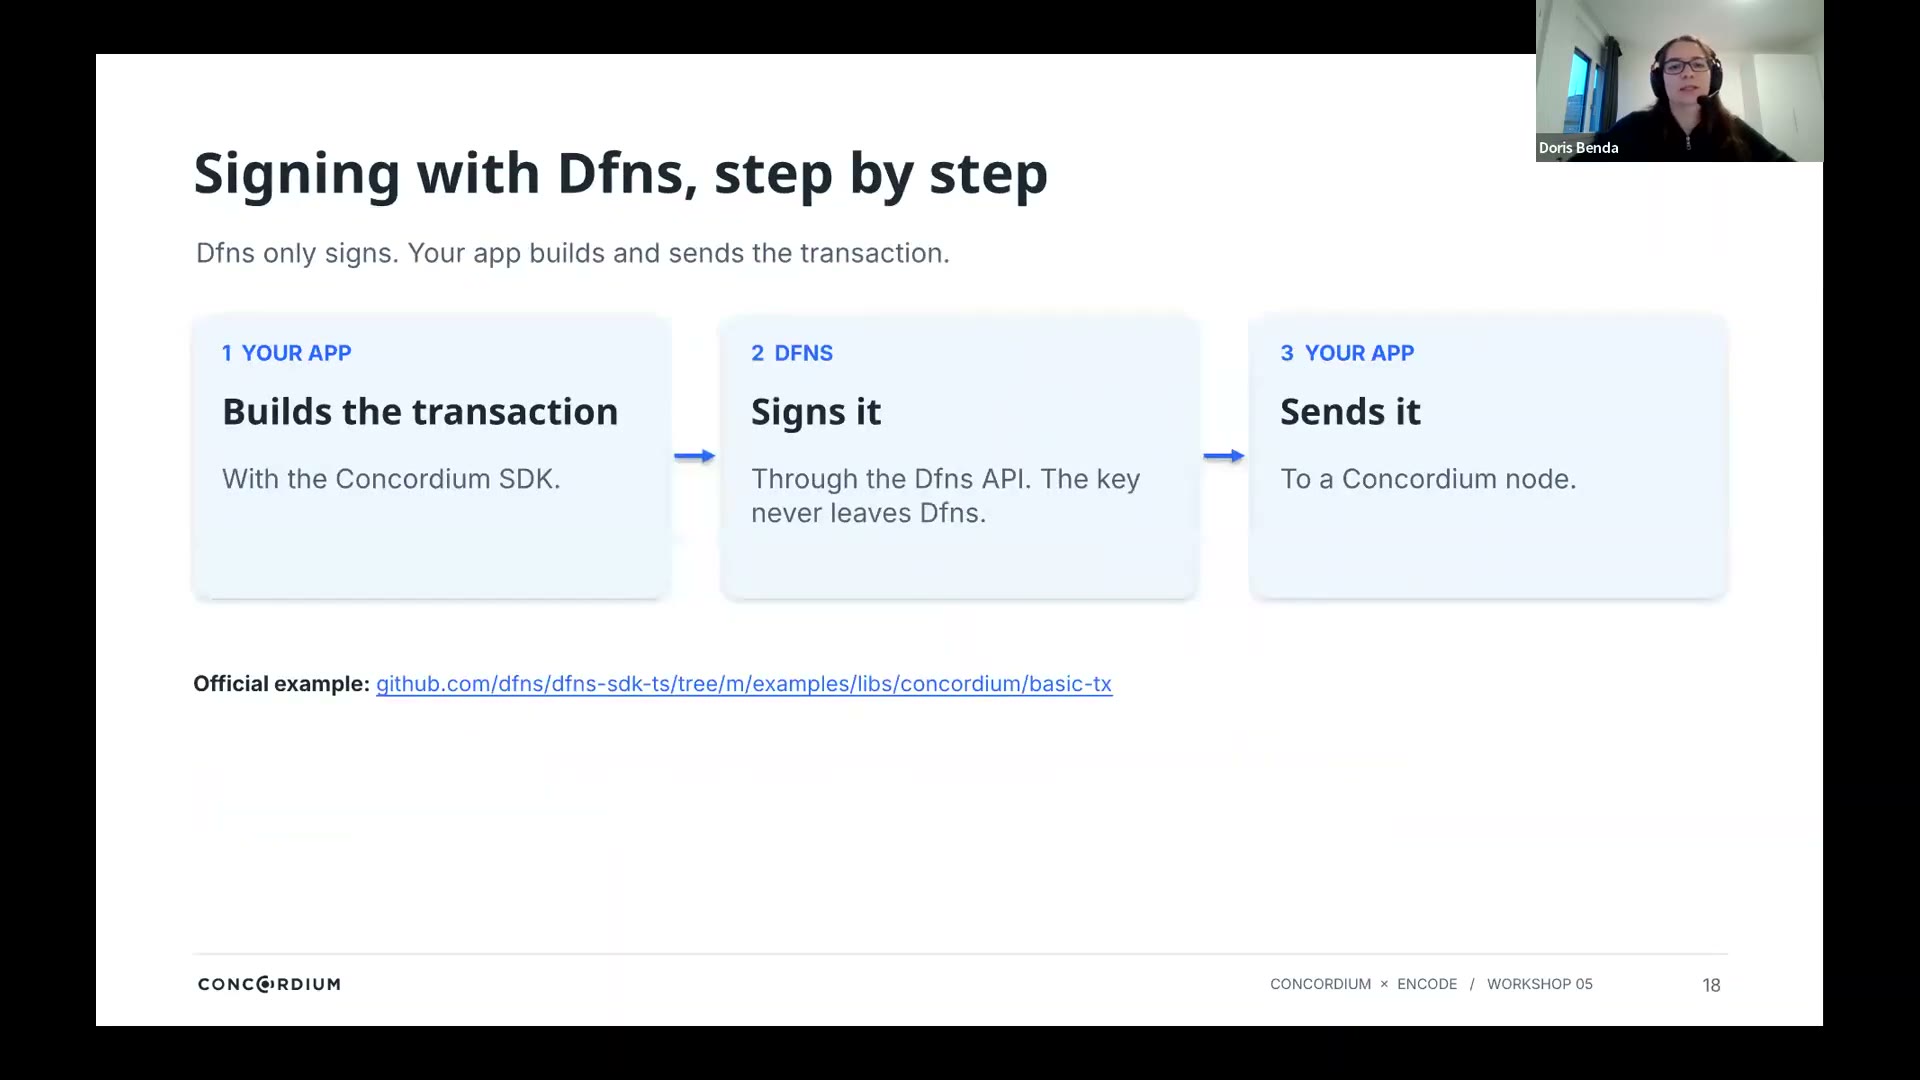 Doris Benda
Signing with Dfns, step by step
Dfns only signs. Your app builds and sends the transaction.
1 YOUR APP
Builds the transaction
With the Concordium SDK.
2 DFNS
Signs it
Through the Dfns API. The key
never leaves Dfns.
3 YOUR APP
Sends it
To a Concordium node.
Official example: github.com/dfns/dfns-sdk-ts/tree/m/examples/libs/concordium/basic-tx
CONCORDIUM
CONCORDIUM × ENCODE / WORKSHOP 05
18